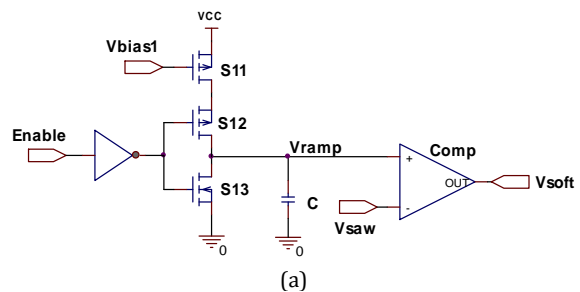 VCC
Vbias1
S11
S12
Enable
Vramp
Comp
+
OUT
Vsoft
S13
C
-
Vsaw
0
0
(a)